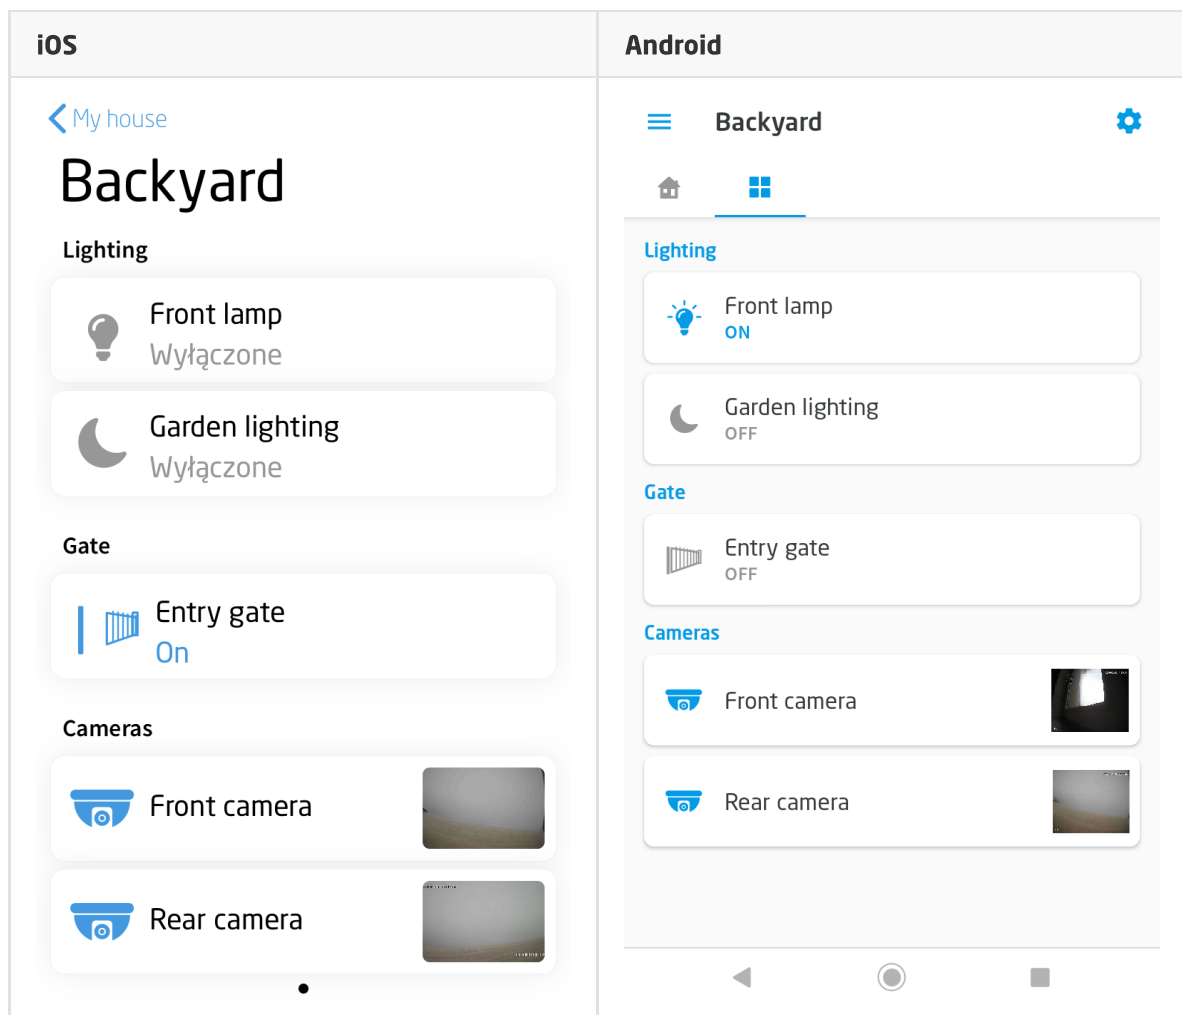 iOS
Android
My house
Backyard
Lighting
Front lamp
Wyłączone
Garden lighting
Wyłączone
Gate
Entry gate
On
Cameras
Front camera
Rear camera
Backyard
Lighting
Front lamp
ON
Garden lighting
OFF
Gate
Entry gate
OFF
Cameras
Front camera
Rear camera